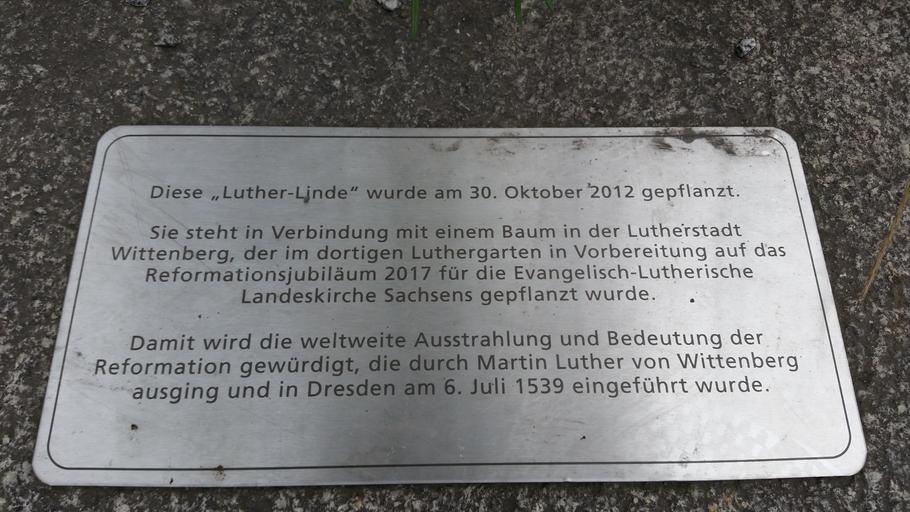 Diese „Luther-Linde“ wurde am 30. Oktober 2012 gepflanzt.
Sie steht in Verbindung mit einem Baum in der Lutherstadt
Wittenberg, der im dortigen Luthergarten in Vorbereitung auf das
Reformationsjubiläum 2017 für die Evangelisch-Lutherische
Landeskirche Sachsens gepflanzt wurde.
Damit wird die weltweite Ausstrahlung und Bedeutung der
Reformation gewürdigt, die durch Martin Luther von Wittenberg
ausging und in Dresden am 6. Juli 1539 eingeführt wurde.